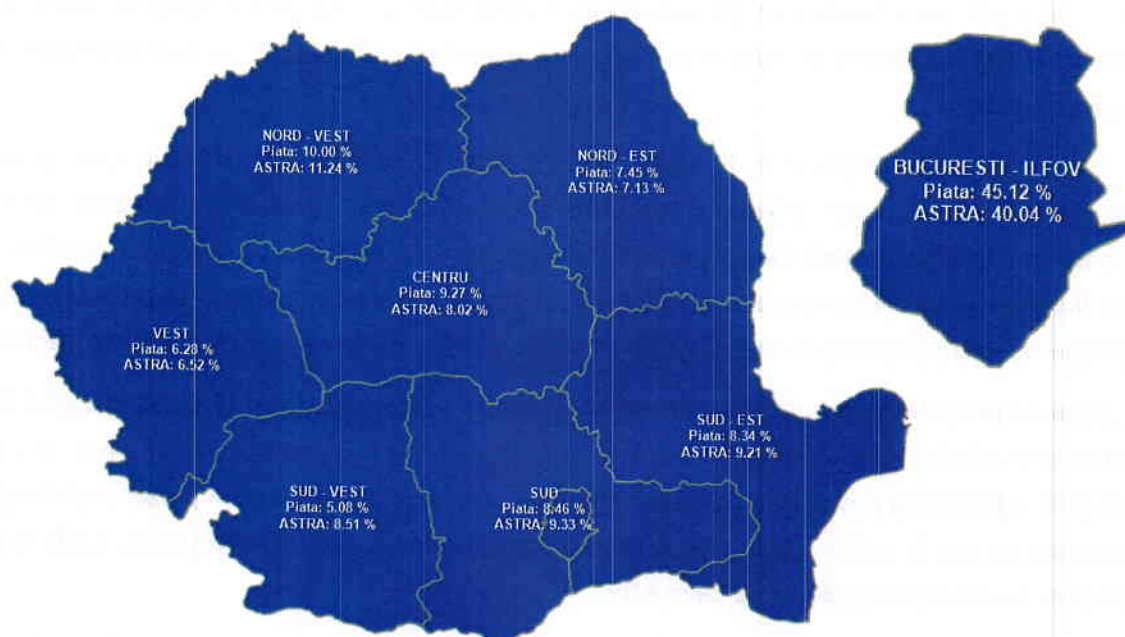 NORD - VEST
Piata: 10.00 %
ASTRA: 11.24 %
NORD - EST
Piata: 7.45 %
ASTRA: 7.13 %
BUCURESTI - ILFOV
Piata: 45.12 %
ASTRA: 40.04 %
CENTRU
Piata: 9.27 %
ASTRA: 8.02 %
VEST
Piata: 6.28 %
ASTRA: 6.52 %
SUD - EST
Piata: 8.34 %
ASTRA: 9.21 %
SUD - VEST
Piata: 5.08 %
ASTRA: 8.51 %
SUD
Piata: 8.46 %
ASTRA: 9.33 %